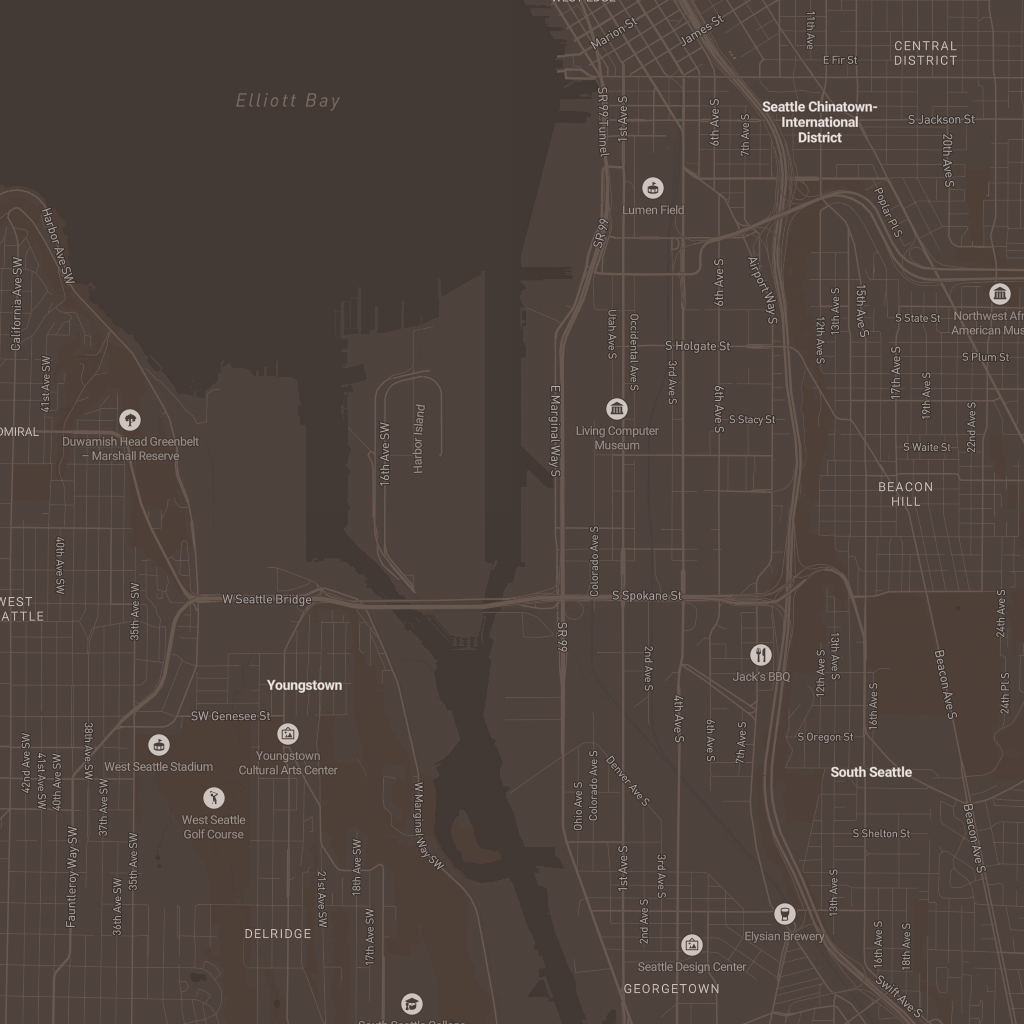 Marion St
James St
11th Ave
E Fir St
CENTRAL
DISTRICT
Elliott Bay
SR 99 Tunnel
1st Ave S
6th Ave S
7th Ave S
Seattle Chinatown-
International
District
S Jackson St
20th Ave S
Lumen Field
Poplar Pl S
SR 99
Harbor Ave SW
California Ave SW
6th Ave S
Airport Way S
13th Ave S
15th Ave S
12th Ave S
S State St
Northwest Afr
American Mus
Utah Ave S
Occidental Ave S
S Holgate St
3rd Ave S
S Plum St
17th Ave S
19th Ave S
41st Ave SW
E Marginal Way S
6th Ave S
S Stacy St
22nd Ave S
Harbor Island
16th Ave SW
Living Computer
Museum
DMIRAL
Duwamish Head Greenbelt
– Marshall Reserve
S Waite St
BEACON
HILL
Colorado Ave S
40th Ave SW
35th Ave SW
W Seattle Bridge
S Spokane St
WEST
ATTLE
SR 99
24th Ave S
2nd Ave S
Jack's BBQ
12th Ave S
13th Ave S
16th Ave S
Beacon Ave S
24th Pl S
Youngstown
SW Genesee St
4th Ave S
6th Ave S
7th Ave S
S Oregon St
38th Ave SW
42nd Ave SW
41st Ave SW
40th Ave SW
West Seattle Stadium
Youngstown
Cultural Arts Center
South Seattle
Denver Ave S
Ohio Ave S
Colorado Ave S
37th Ave SW
West Seattle
Golf Course
W Marginal Way SW
S Shelton St
Beacon Ave S
Fauntleroy Way SW
35th Ave SW
36th Ave SW
18th Ave SW
21st Ave SW
17th Ave SW
1st Ave S
3rd Ave S
2nd Ave S
13th Ave S
16th Ave S
18th Ave S
DELRIDGE
Elysian Brewery
Seattle Design Center
GEORGETOWN
Swift Ave S